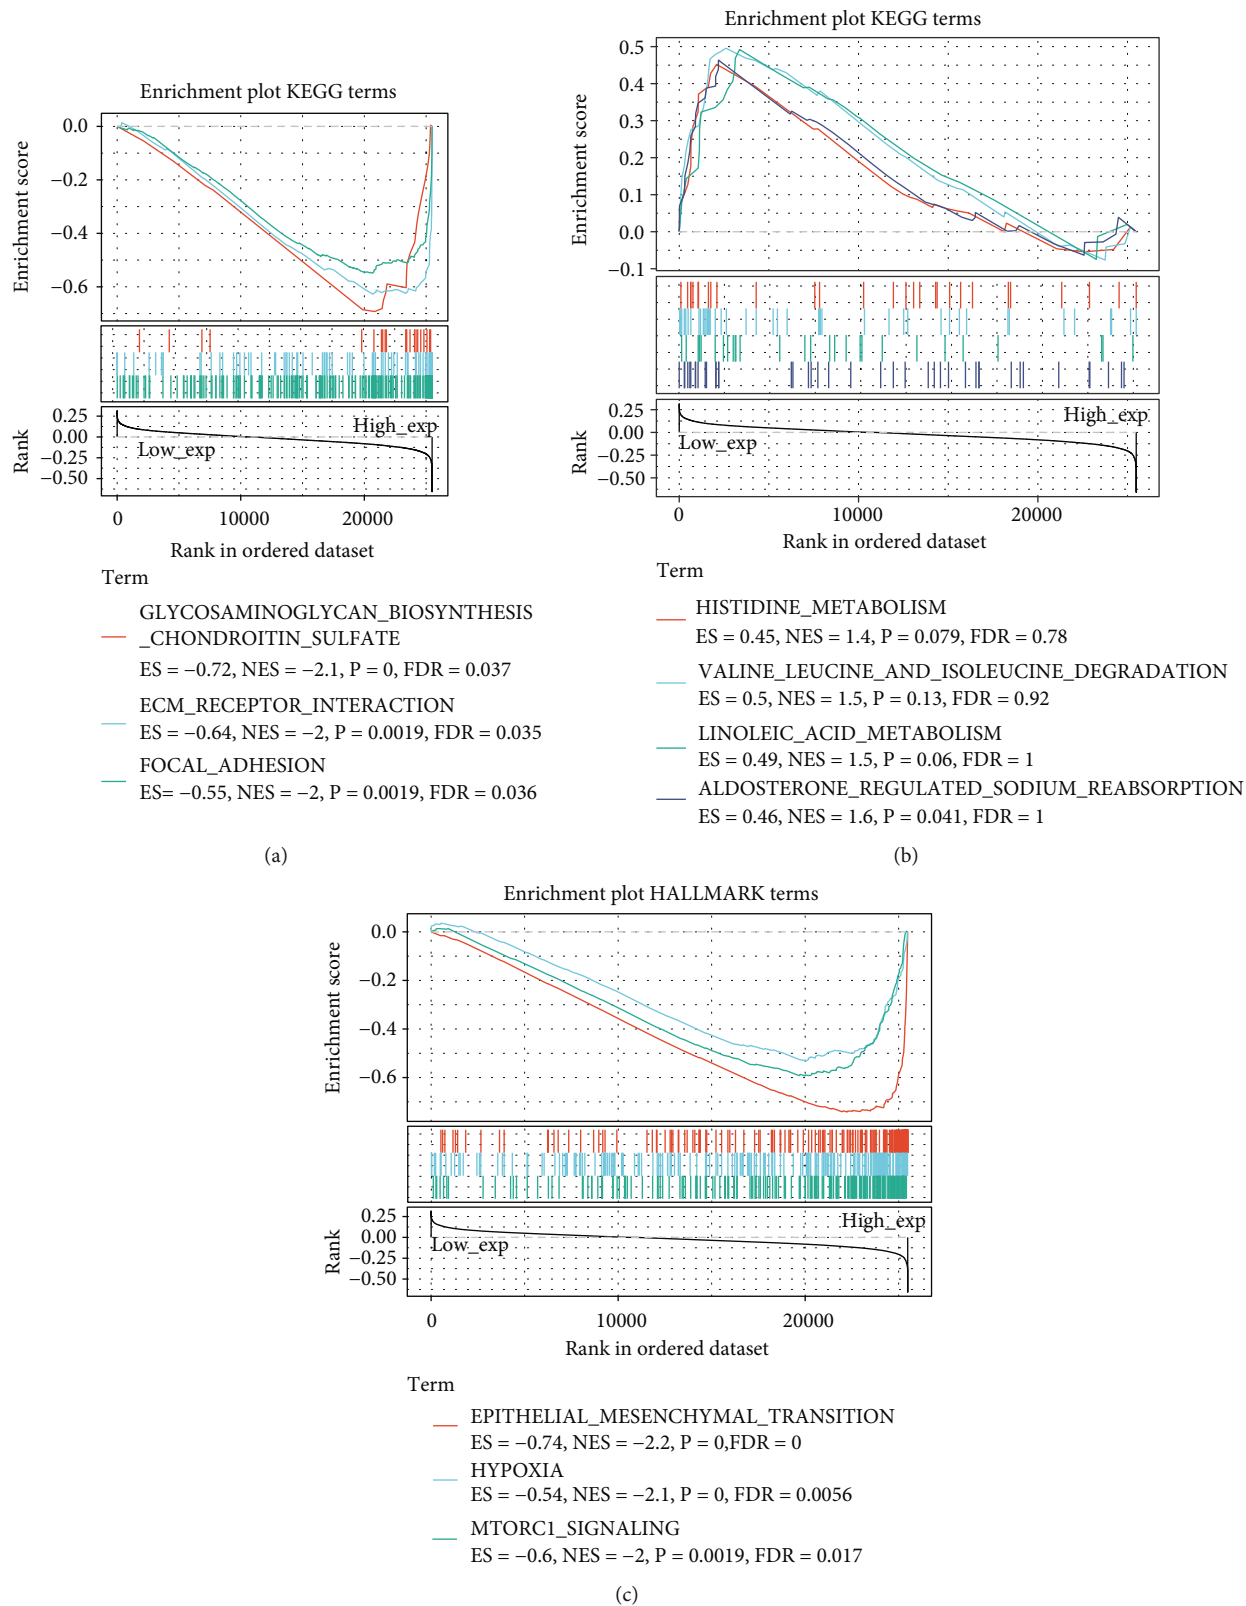 Enrichment plot KEGG terms
Enrichment score
0.0
−0.2
−0.4
−0.6
Rank
0.25
0.00
−0.25
−0.50
High_exp
Low_exp
0
10000
20000
Rank in ordered dataset
Term
GLYCOSAMINOGLYCAN_BIOSYNTHESIS
_CHONDROITIN_SULFATE
ES = −0.72, NES = −2.1, P = 0, FDR = 0.037
ECM_RECEPTOR_INTERACTION
ES = −0.64, NES = −2, P = 0.0019, FDR = 0.035
FOCAL_ADHESION
ES= −0.55, NES = −2, P = 0.0019, FDR = 0.036
(a)
Enrichment plot KEGG terms
Enrichment score
0.5
0.4
0.3
0.2
0.1
0.0
−0.1
Rank
0.25
0.00
−0.25
−0.50
High_exp
Low_exp
0
10000
20000
Rank in ordered dataset
Term
HISTIDINE_METABOLISM
ES = 0.45, NES = 1.4, P = 0.079, FDR = 0.78
VALINE_LEUCINE_AND_ISOLEUCINE_DEGRADATION
ES = 0.5, NES = 1.5, P = 0.13, FDR = 0.92
LINOLEIC_ACID_METABOLISM
ES = 0.49, NES = 1.5, P = 0.06, FDR = 1
ALDOSTERONE_REGULATED_SODIUM_REABSORPTION
ES = 0.46, NES = 1.6, P = 0.041, FDR = 1
(b)
Enrichment plot HALLMARK terms
Enrichment score
0.0
−0.2
−0.4
−0.6
Rank
0.25
0.00
−0.25
−0.50
High_exp
Low_exp
0
10000
20000
Rank in ordered dataset
Term
EPITHELIAL_MESENCHYMAL_TRANSITION
ES = −0.74, NES = −2.2, P = 0,FDR = 0
HYPOXIA
ES = −0.54, NES = −2.1, P = 0, FDR = 0.0056
MTORC1_SIGNALING
ES = −0.6, NES = −2, P = 0.0019, FDR = 0.017
(c)